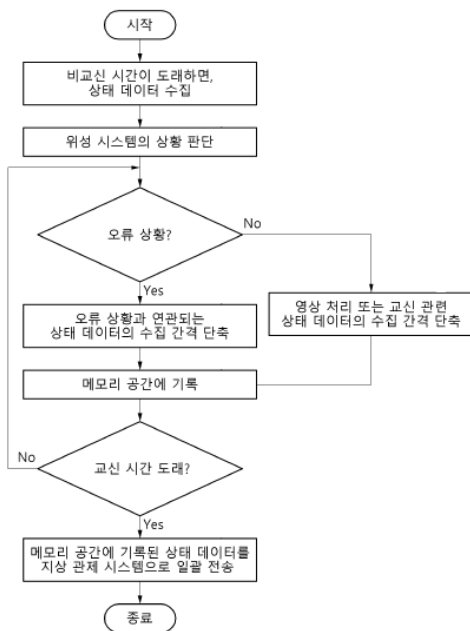 시작
비교신 시간이 도래하면,
상태 데이터 수집
위성 시스템의 상황 판단
오류 상황?
No
Yes
오류 상황과 연관되는
상태 데이터의 수집 간격 단축
영상 처리 또는 교신 관련
상태 데이터의 수집 간격 단축
메모리 공간에 기록
교신 시간 도래?
No
Yes
메모리 공간에 기록된 상태 데이터를
지상 관제 시스템으로 일괄 전송
종료